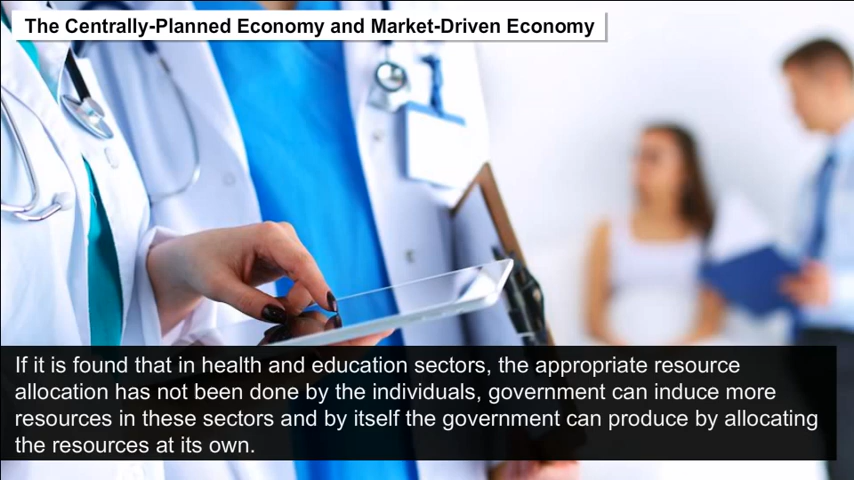 The Centrally-Planned Economy and Market-Driven Economy
If it is found that in health and education sectors, the appropriate resource
allocation has not been done by the individuals, government can induce more
resources in these sectors and by itself the government can produce by allocating
the resources at its own.